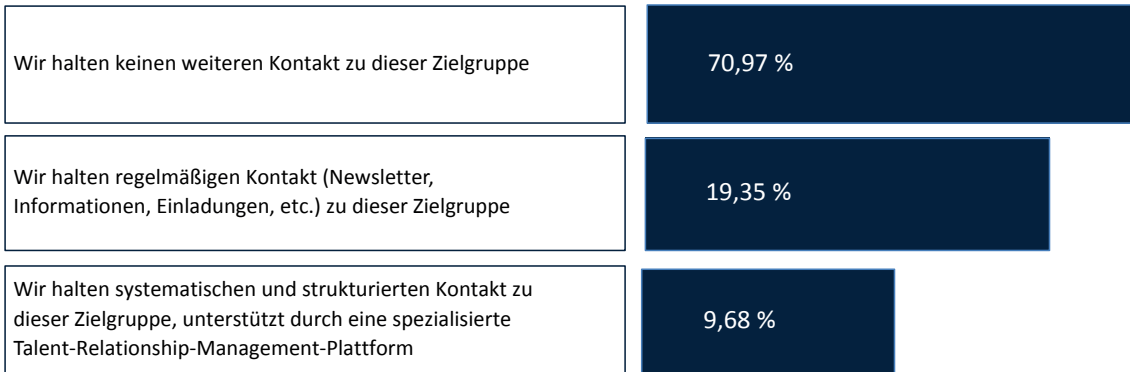 Wir halten keinen weiteren Kontakt zu dieser Zielgruppe
70,97 %
Wir halten regelmäßigen Kontakt (Newsletter,
Informationen, Einladungen, etc.) zu dieser Zielgruppe
19,35 %
Wir halten systematischen und strukturierten Kontakt zu
dieser Zielgruppe, unterstützt durch eine spezialisierte
Talent-Relationship-Management-Plattform
9,68 %